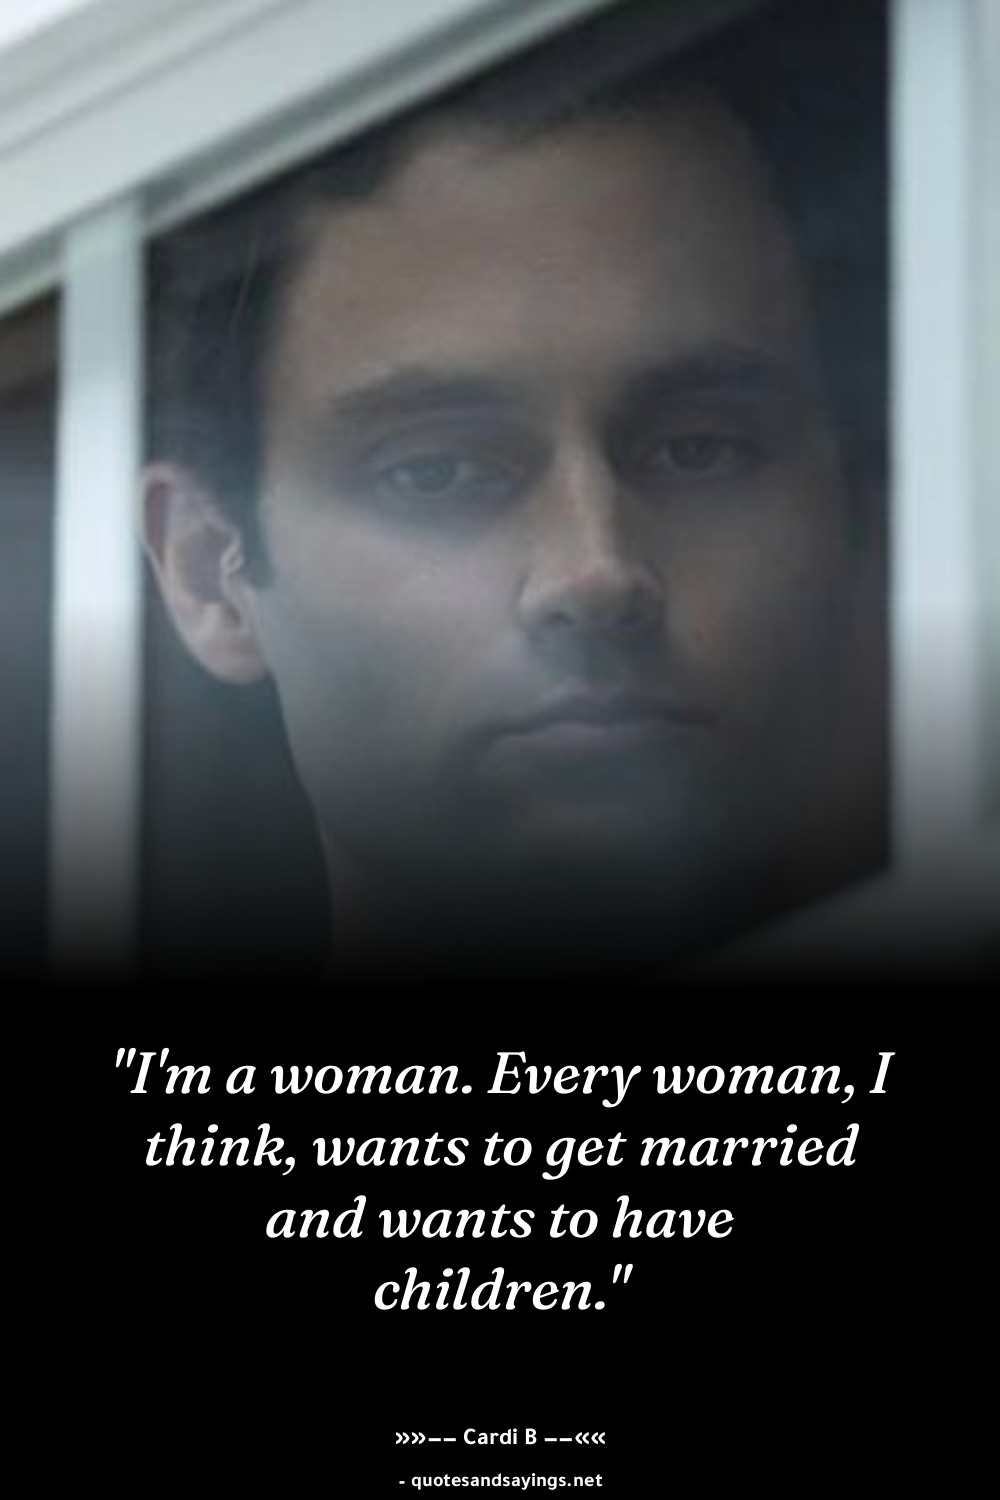 "I'm a woman. Every woman, I
think, wants to get married
and wants to have
children."
»»–– Cardi B ––««
- quotesandsayings.net